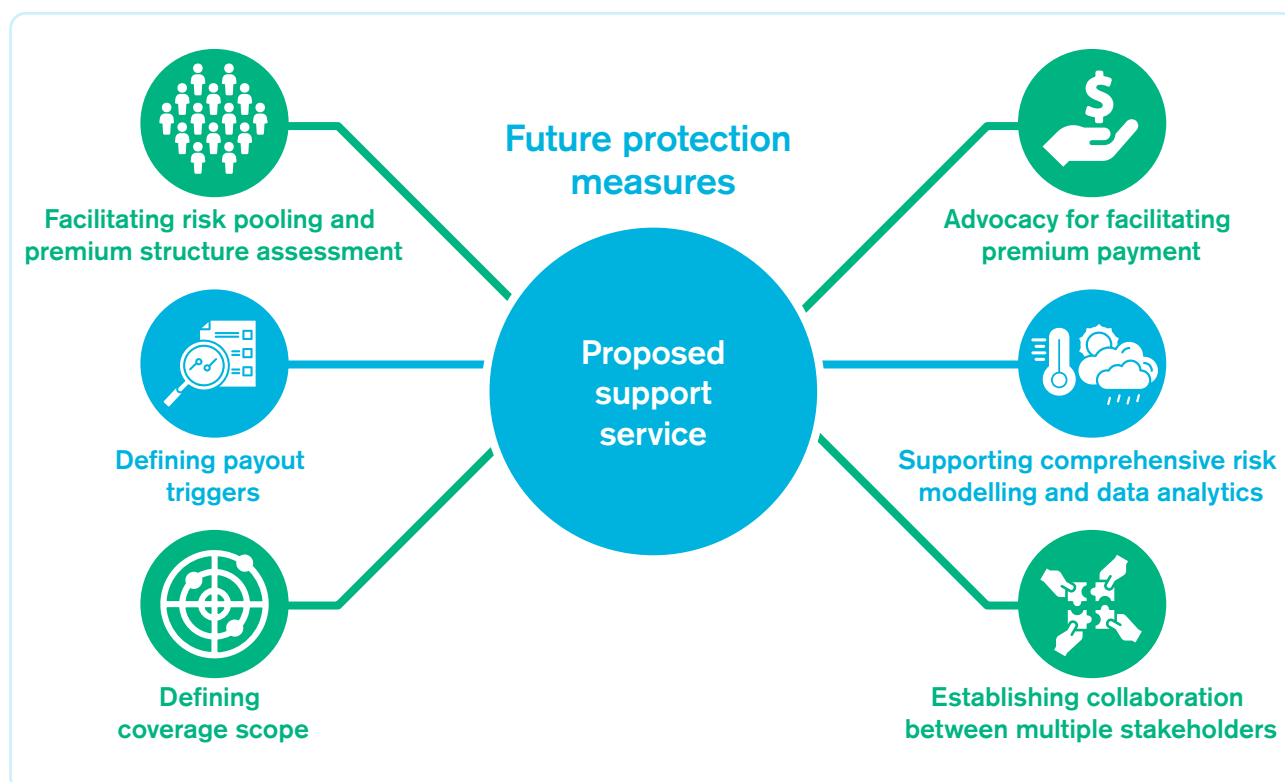 Future protection
measures
Facilitating risk pooling and
premium structure assessment
Advocacy for facilitating
premium payment
Proposed
support
service
Defining payout
triggers
Supporting comprehensive risk
modelling and data analytics
Defining
coverage scope
Establishing collaboration
between multiple stakeholders